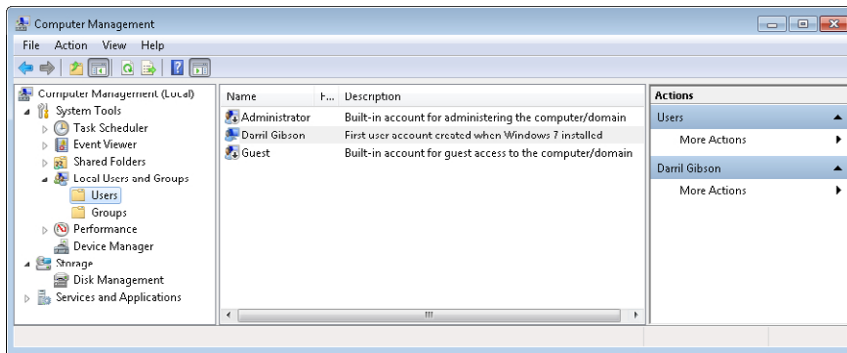 Computer Management
File Action View Help
Computer Management (Local)
System Tools
Task Scheduler
Event Viewer
Shared Folders
Local Users and Groups
Users
Groups
Performance
Device Manager
Storage
Disk Management
Services and Applications
Name F... Description
Administrator Built-in account for administering the computer/domain
Darril Gibson First user account created when Windows 7 installed
Guest Built-in account for guest access to the computer/domain
Actions
Users
More Actions
Darril Gibson
More Actions